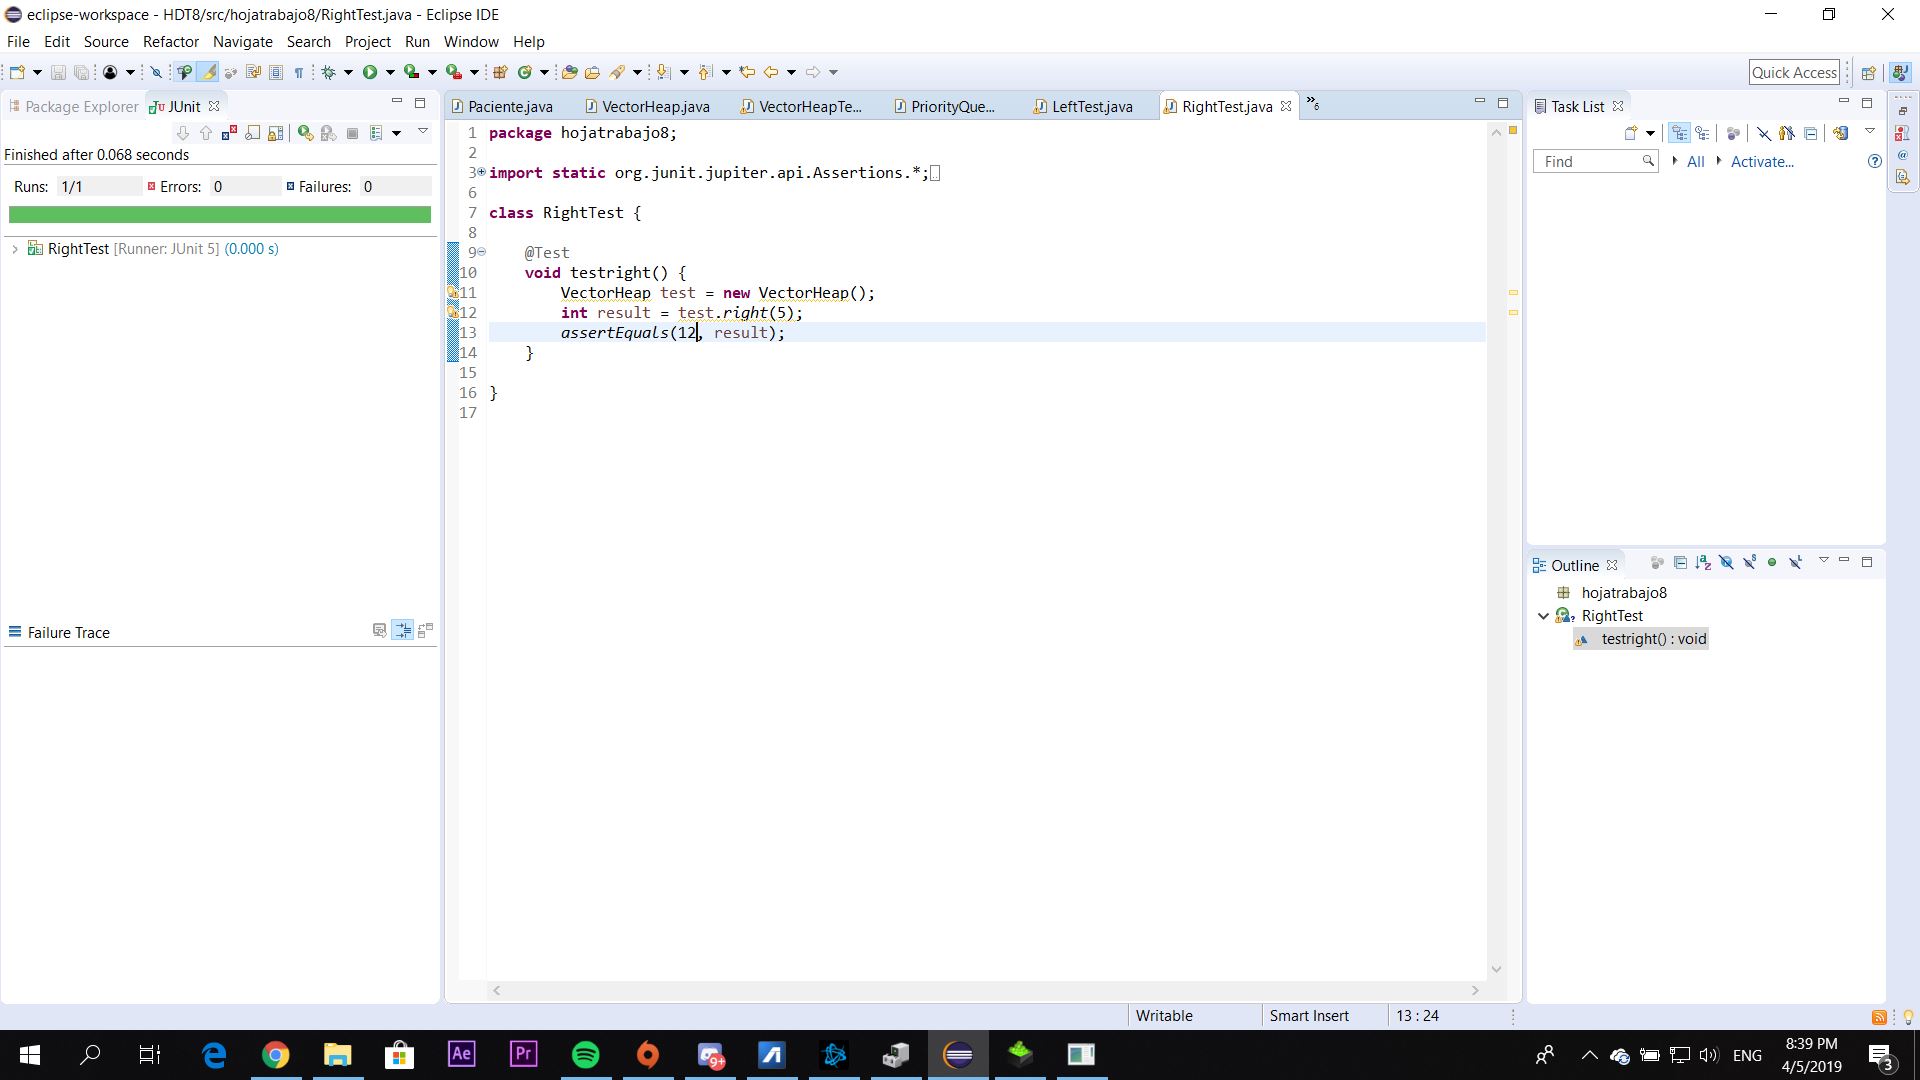 eclipse-workspace - HDT8/src/hojatrabajo8/RightTest.java - Eclipse IDE
File Edit Source Refactor Navigate Search Project Run Window Help
Quick Access
Package Explorer
JUnit
Finished after 0.068 seconds
Runs: 1/1 Errors: 0 Failures: 0
RightTest [Runner: JUnit 5] (0.000 s)
Failure Trace
Paciente.java VectorHeap.java VectorHeapTe... PriorityQue... LeftTest.java RightTest.java »6
1 package hojatrabajo8;
2
3 import static org.junit.jupiter.api.Assertions.*;
6
7 class RightTest {
8
9 @Test
10 void testright() {
11 VectorHeap test = new VectorHeap();
12 int result = test.right(5);
13 assertEquals(12, result);
14 }
15
16 }
17
Task List
Find All Activate...
Outline
hojatrabajo8
RightTest
testright() : void
Writable Smart Insert 13 : 24
Ae Pr 9+ ENG
8:39 PM
4/5/2019
3